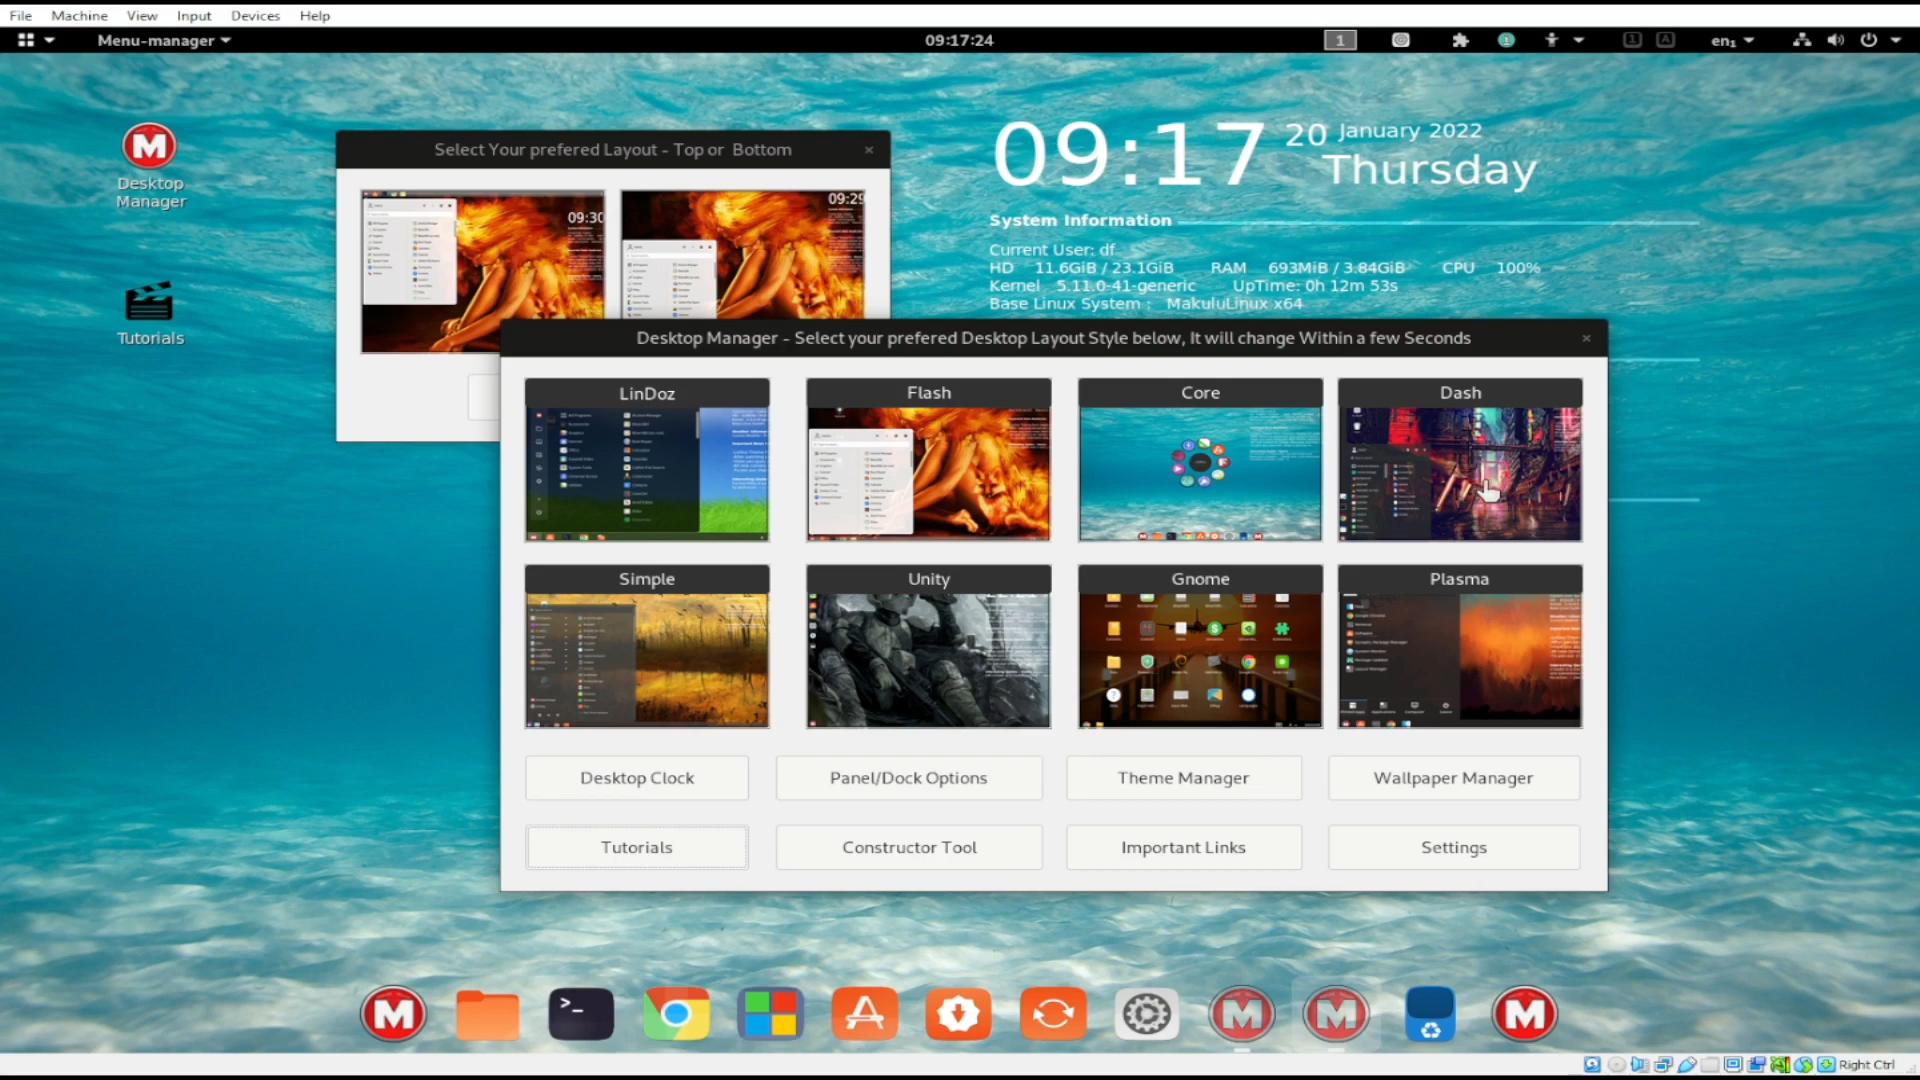 File Machine View Input Devices Help
Menu-manager 09:17:24 1 en₁
Desktop
Manager
Tutorials
Select Your prefered Layout - Top or Bottom
09:30
09:29
09:17 20 January 2022
Thursday
System Information
Current User: df
HD 11.6GiB / 23.1GiB RAM 693MiB / 3.84GiB CPU 100%
Kernel 5.11.0-41-generic UpTime: 0h 12m 53s
Base Linux System : MakuluLinux x64
Desktop Manager - Select your prefered Desktop Layout Style below, It will change Within a few Seconds
LinDoz Flash Core Dash
Simple Unity Gnome Plasma
Desktop Clock Panel/Dock Options Theme Manager Wallpaper Manager
Tutorials Constructor Tool Important Links Settings
Right Ctrl